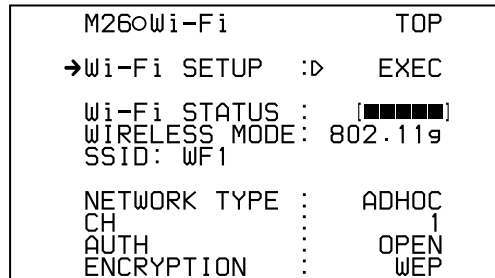 M26○Wi-Fi TOP
→Wi-Fi SETUP :▷ EXEC
Wi-Fi STATUS : [■■■■■]
WIRELESS MODE: 802.11g
SSID: WF1
NETWORK TYPE : ADHOC
CH : 1
AUTH : OPEN
ENCRYPTION : WEP